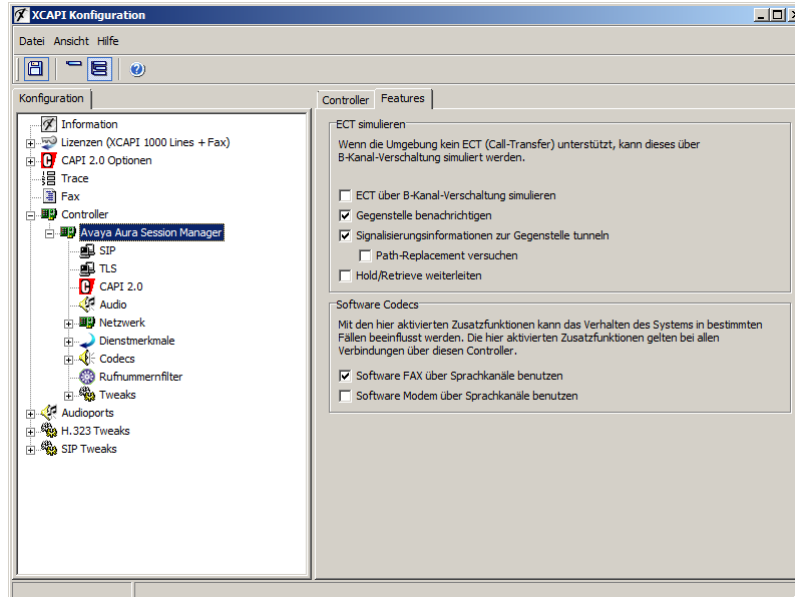 XCAPI Konfiguration
Datei Ansicht Hilfe
Konfiguration
Information
Lizenzen (XCAPI 1000 Lines + Fax)
CAPI 2.0 Optionen
Trace
Fax
Controller
Avaya Aura Session Manager
SIP
TLS
CAPI 2.0
Audio
Netzwerk
Dienstmerkmale
Codecs
Rufnummernfilter
Tweaks
Audioports
H.323 Tweaks
SIP Tweaks
Controller Features
ECT simulieren
Wenn die Umgebung kein ECT (Call-Transfer) unterstützt, kann dieses über
B-Kanal-Verschaltung simuliert werden.
ECT über B-Kanal-Verschaltung simulieren
Gegenstelle benachrichtigen
Signalisierungsinformationen zur Gegenstelle tunneln
Path-Replacement versuchen
Hold/Retrieve weiterleiten
Software Codecs
Mit den hier aktivierten Zusatzfunktionen kann das Verhalten des Systems in bestimmten
Fällen beeinflusst werden. Die hier aktivierten Zusatzfunktionen gelten bei allen
Verbindungen über diesen Controller.
Software FAX über Sprachkanäle benutzen
Software Modem über Sprachkanäle benutzen